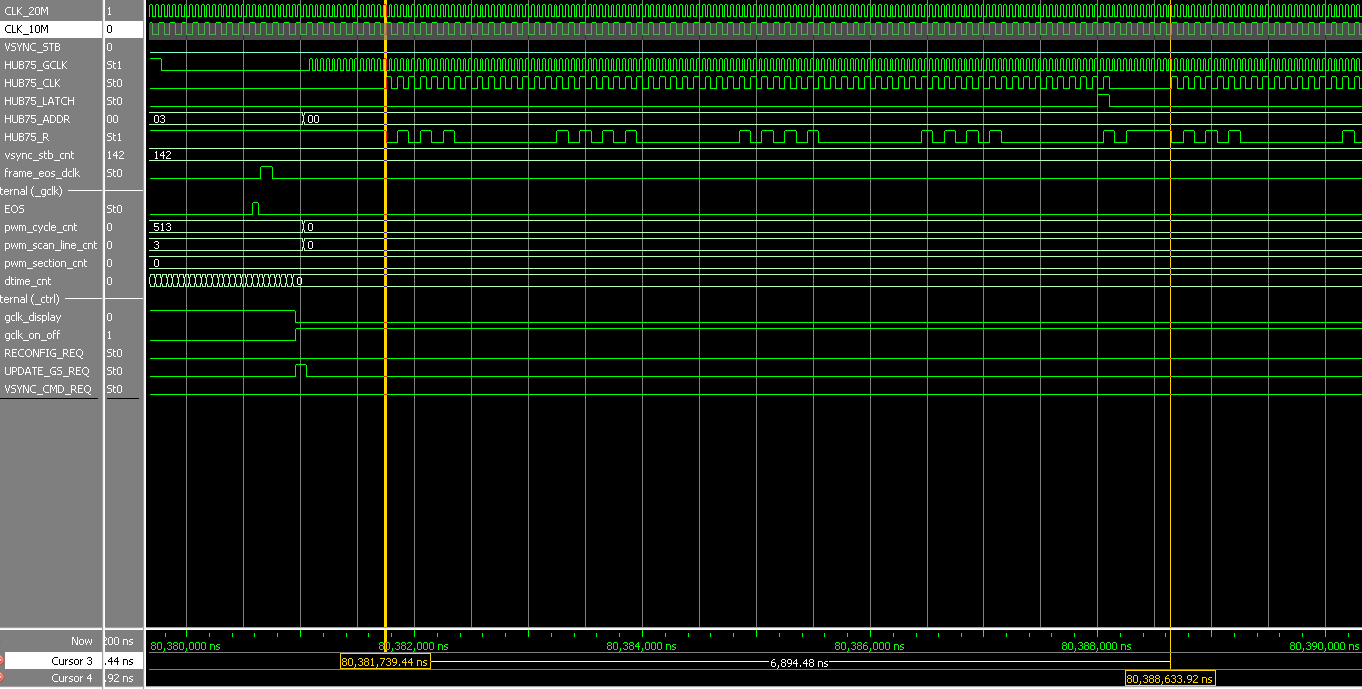 CLK_20M 1
CLK_10M 0
VSYNC_STB 0
HUB75_GCLK St1
HUB75_CLK St0
HUB75_LATCH St0
HUB75_ADDR 00 03 00
HUB75_R St1
vsync_stb_cnt 142 142
frame_eos_dclk St0
ternal (_gclk)
EOS St0
pwm_cycle_cnt 0 513 0
pwm_scan_line_cnt 0 3 0
pwm_section_cnt 0 0
dtime_cnt 0 0
ternal (_ctrl)
gclk_display 0
gclk_on_off 1
RECONFIG_REQ St0
UPDATE_GS_REQ St0
VSYNC_CMD_REQ St0
Now 200 ns 80,380,000 ns 80,382,000 ns 80,384,000 ns 80,386,000 ns 80,388,000 ns 80,390,000 ns
Cursor 3 .44 ns 80,381,739.44 ns 6,894.48 ns
Cursor 4 .92 ns 80,388,633.92 ns